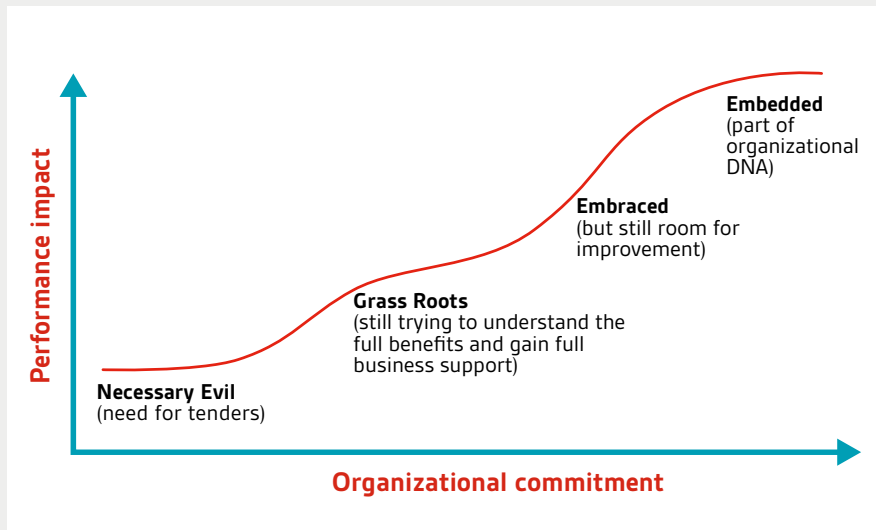 Performance impact
Embedded
(part of
organizational
DNA)
Embraced
(but still room for
improvement)
Grass Roots
(still trying to understand the
full benefits and gain full
business support)
Necessary Evil
(need for tenders)
Organizational commitment